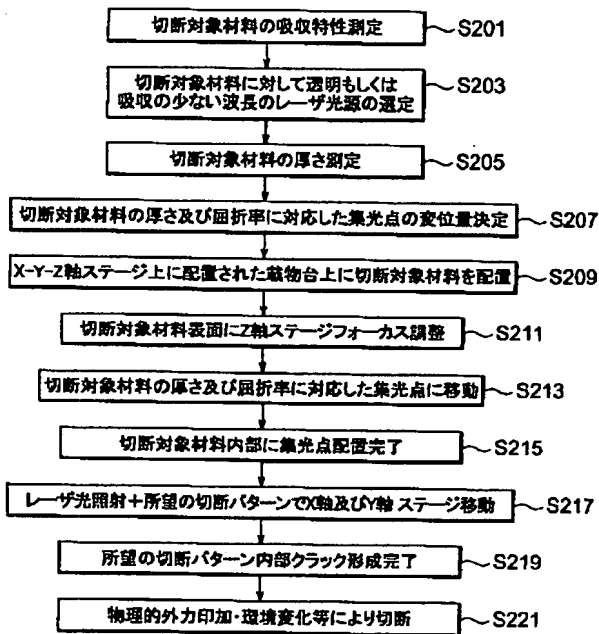 切断対象材料の吸収特性測定 S201
切断対象材料に対して透明もしくは
吸収の少ない波長のレーザ光源の選定 S203
切断対象材料の厚さ測定 S205
切断対象材料の厚さ及び屈折率に対応した集光点の変位量決定 S207
X-Y-Z軸ステージ上に配置された載物台上に切断対象材料を配置 S209
切断対象材料表面にZ軸ステージフォーカス調整 S211
切断対象材料の厚さ及び屈折率に対応した集光点に移動 S213
切断対象材料内部に集光点配置完了 S215
レーザ光照射+所望の切断パターンでX軸及びY軸 ステージ移動 S217
所望の切断パターン内部クラック形成完了 S219
物理的外力印加・環境変化等により切断 S221